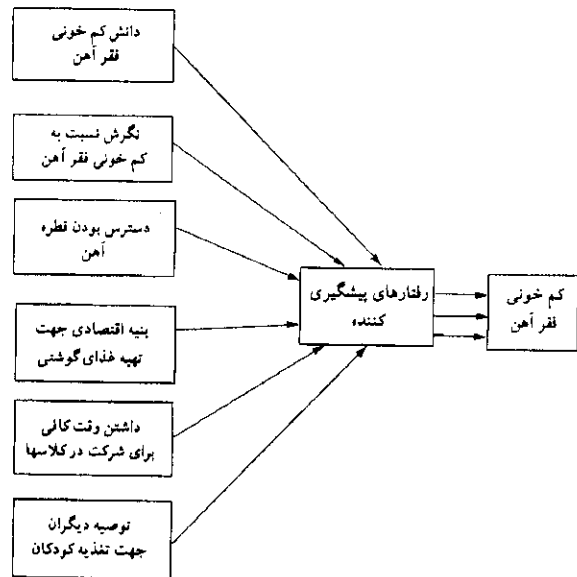 دانش کم خونی
فقر آهن
نگرش نسبت به
کم خونی فقر آهن
دسترس بودن قطره
آهن
بنیه اقتصادی جهت
تهیه غذای گوشتی
داشتن وقت کافی
برای شرکت در کلاسها
توصیه دیگران
جهت تغذیه کودکان
رفتارهای پیشگیری
کننده
کم خونی
فقر آهن